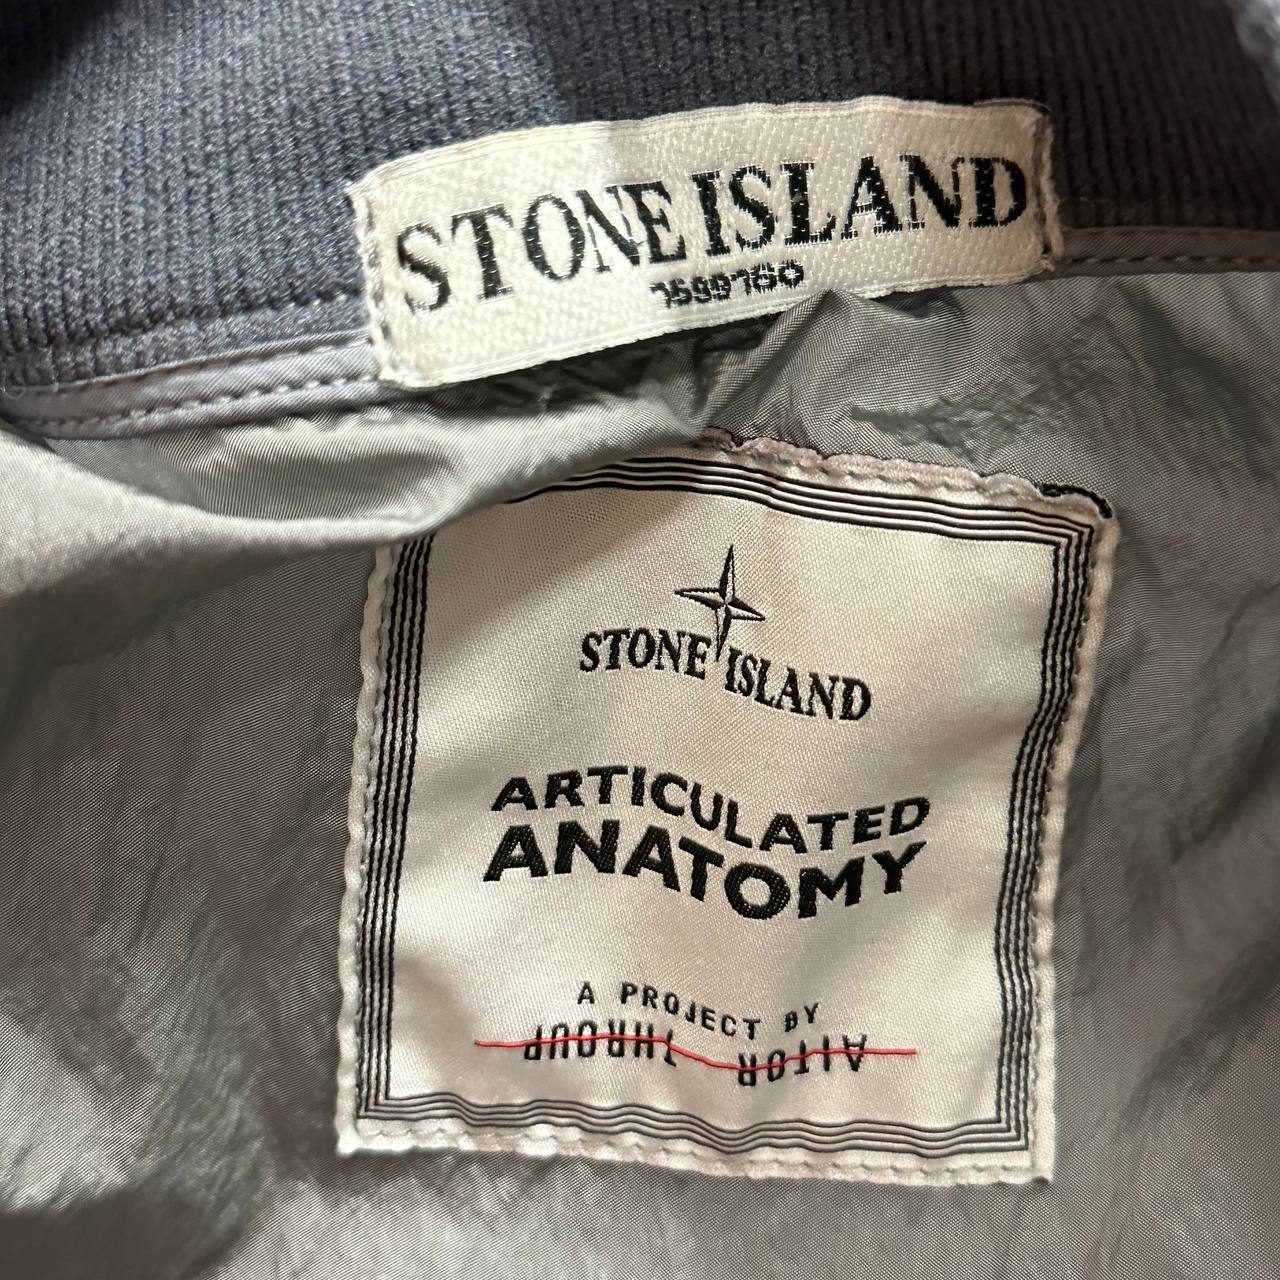 STONE ISLAND
STONE ISLAND
ARTICULATED
ANATOMY
A PROJECT BY
AITOR THROUP